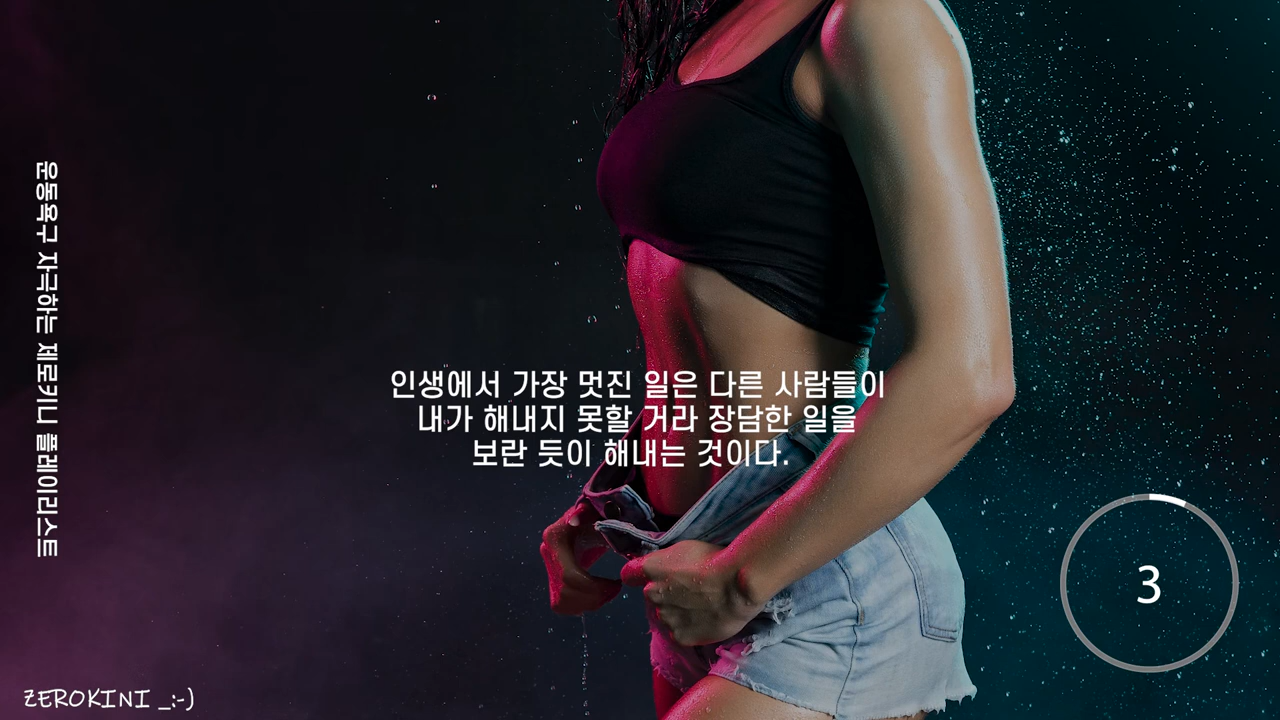 운동욕구 자극하는 제로키니 플레이리스트
인생에서 가장 멋진 일은 다른 사람들이
내가 해내지 못할 거라 장담한 일을
보란 듯이 해내는 것이다.
3
ZEROKINI _:-)